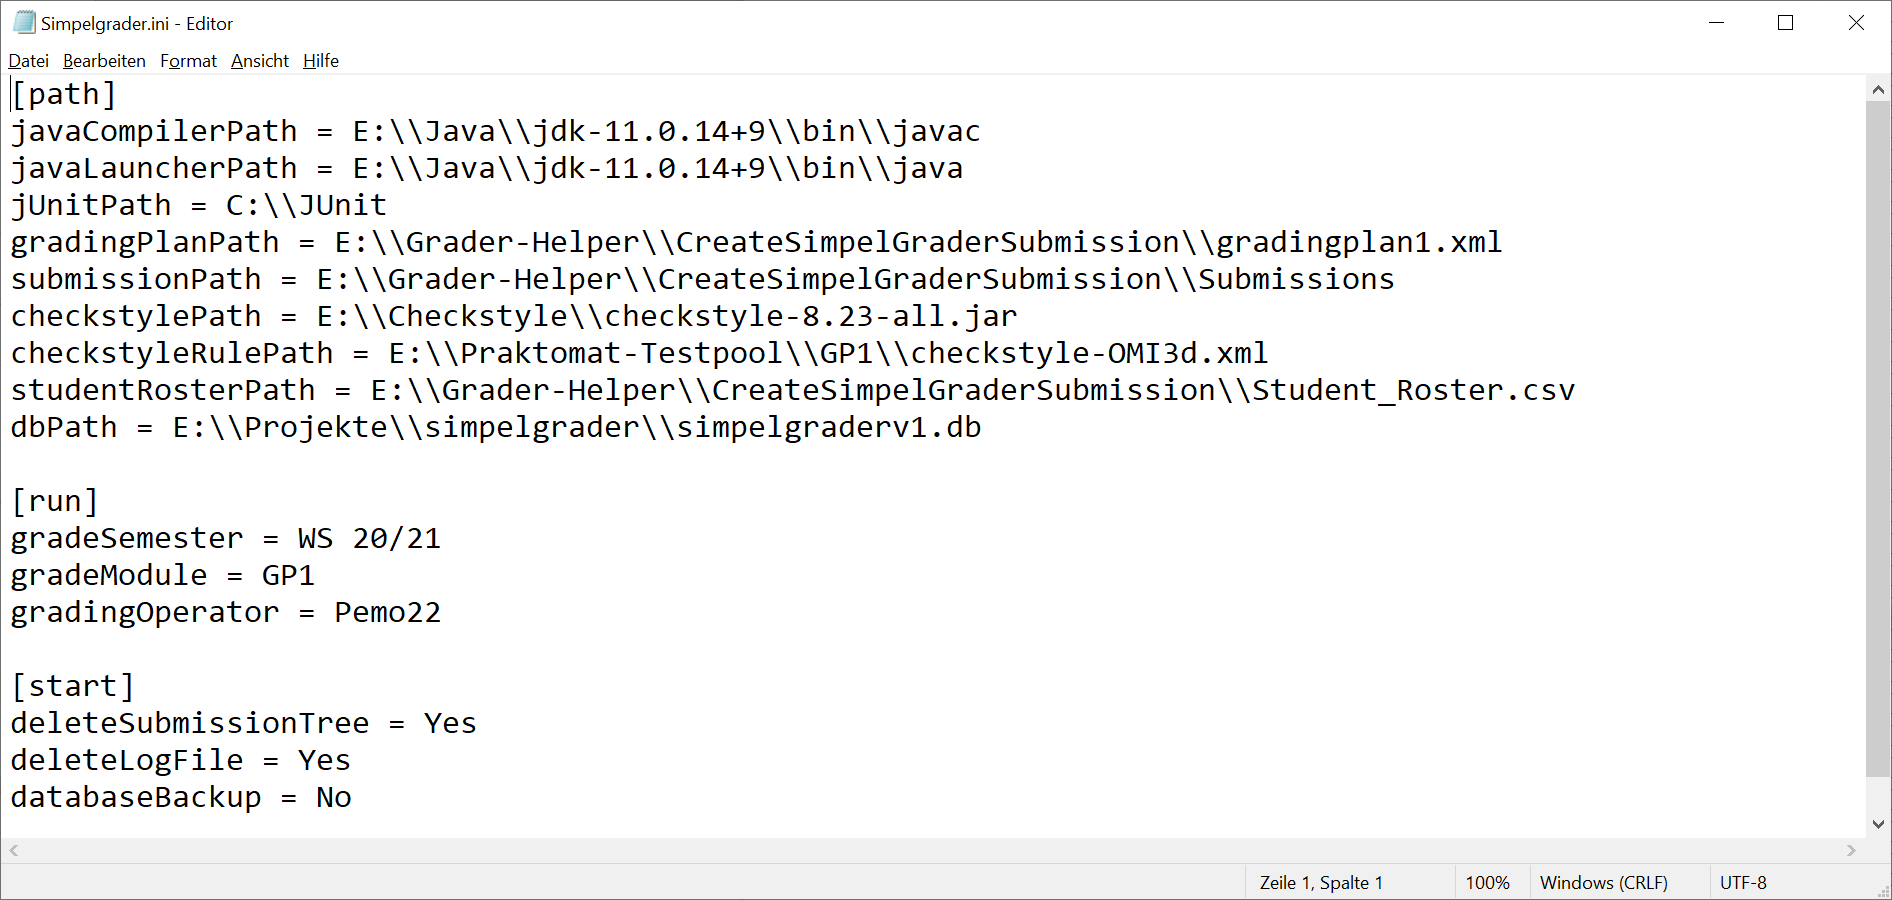 Simpelgrader.ini - Editor
Datei Bearbeiten Format Ansicht Hilfe
[path]
javaCompilerPath = E:\\Java\\jdk-11.0.14+9\\bin\\javac
javaLauncherPath = E:\\Java\\jdk-11.0.14+9\\bin\\java
jUnitPath = C:\\JUnit
gradingPlanPath = E:\\Grader-Helper\\CreateSimpelGraderSubmission\\gradingplan1.xml
submissionPath = E:\\Grader-Helper\\CreateSimpelGraderSubmission\\Submissions
checkstylePath = E:\\Checkstyle\\checkstyle-8.23-all.jar
checkstyleRulePath = E:\\Praktomat-Testpool\\GP1\\checkstyle-OMI3d.xml
studentRosterPath = E:\\Grader-Helper\\CreateSimpelGraderSubmission\\Student_Roster.csv
dbPath = E:\\Projekte\\simpelgrader\\simpelgraderv1.db

[run]
gradeSemester = WS 20/21
gradeModule = GP1
gradingOperator = Pemo22

[start]
deleteSubmissionTree = Yes
deleteLogFile = Yes
databaseBackup = No
Zeile 1, Spalte 1 100% Windows (CRLF) UTF-8